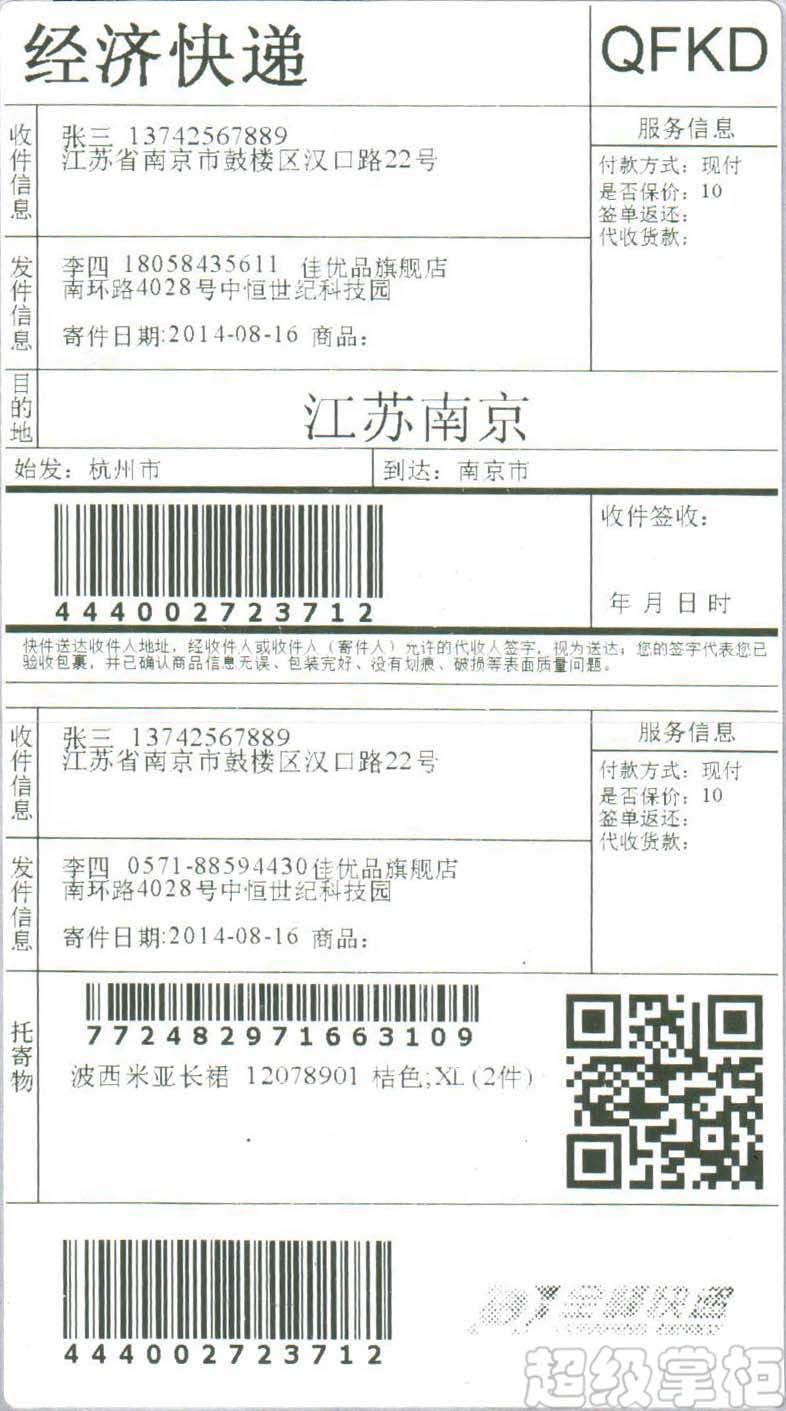 经济快递
QFKD
收件信息
张三 13742567889
江苏省南京市鼓楼区汉口路22号
服务信息
付款方式：现付
是否保价：10
签单返还：
代收货款：
发件信息
李四 18058435611 佳优品旗舰店
南环路4028号中恒世纪科技园
寄件日期:2014-08-16 商品：
目的地
江苏南京
始发：杭州市
到达：南京市
444002723712
收件签收：
年 月 日 时
快件送达收件人地址，经收件人或收件人（寄件人）允许的代收人签字，视为送达；您的签字代表您已
验收包裹，并已确认商品信息无误、包装完好、没有划痕、破损等表面质量问题。
收件信息
张三 13742567889
江苏省南京市鼓楼区汉口路22号
服务信息
付款方式：现付
是否保价：10
签单返还：
代收货款：
发件信息
李四 0571-88594430佳优品旗舰店
南环路4028号中恒世纪科技园
寄件日期:2014-08-16 商品：
托寄物
77248297166310​9
波西米亚长裙 12078901 桔色;XL(2件)
444002723712
超级掌柜